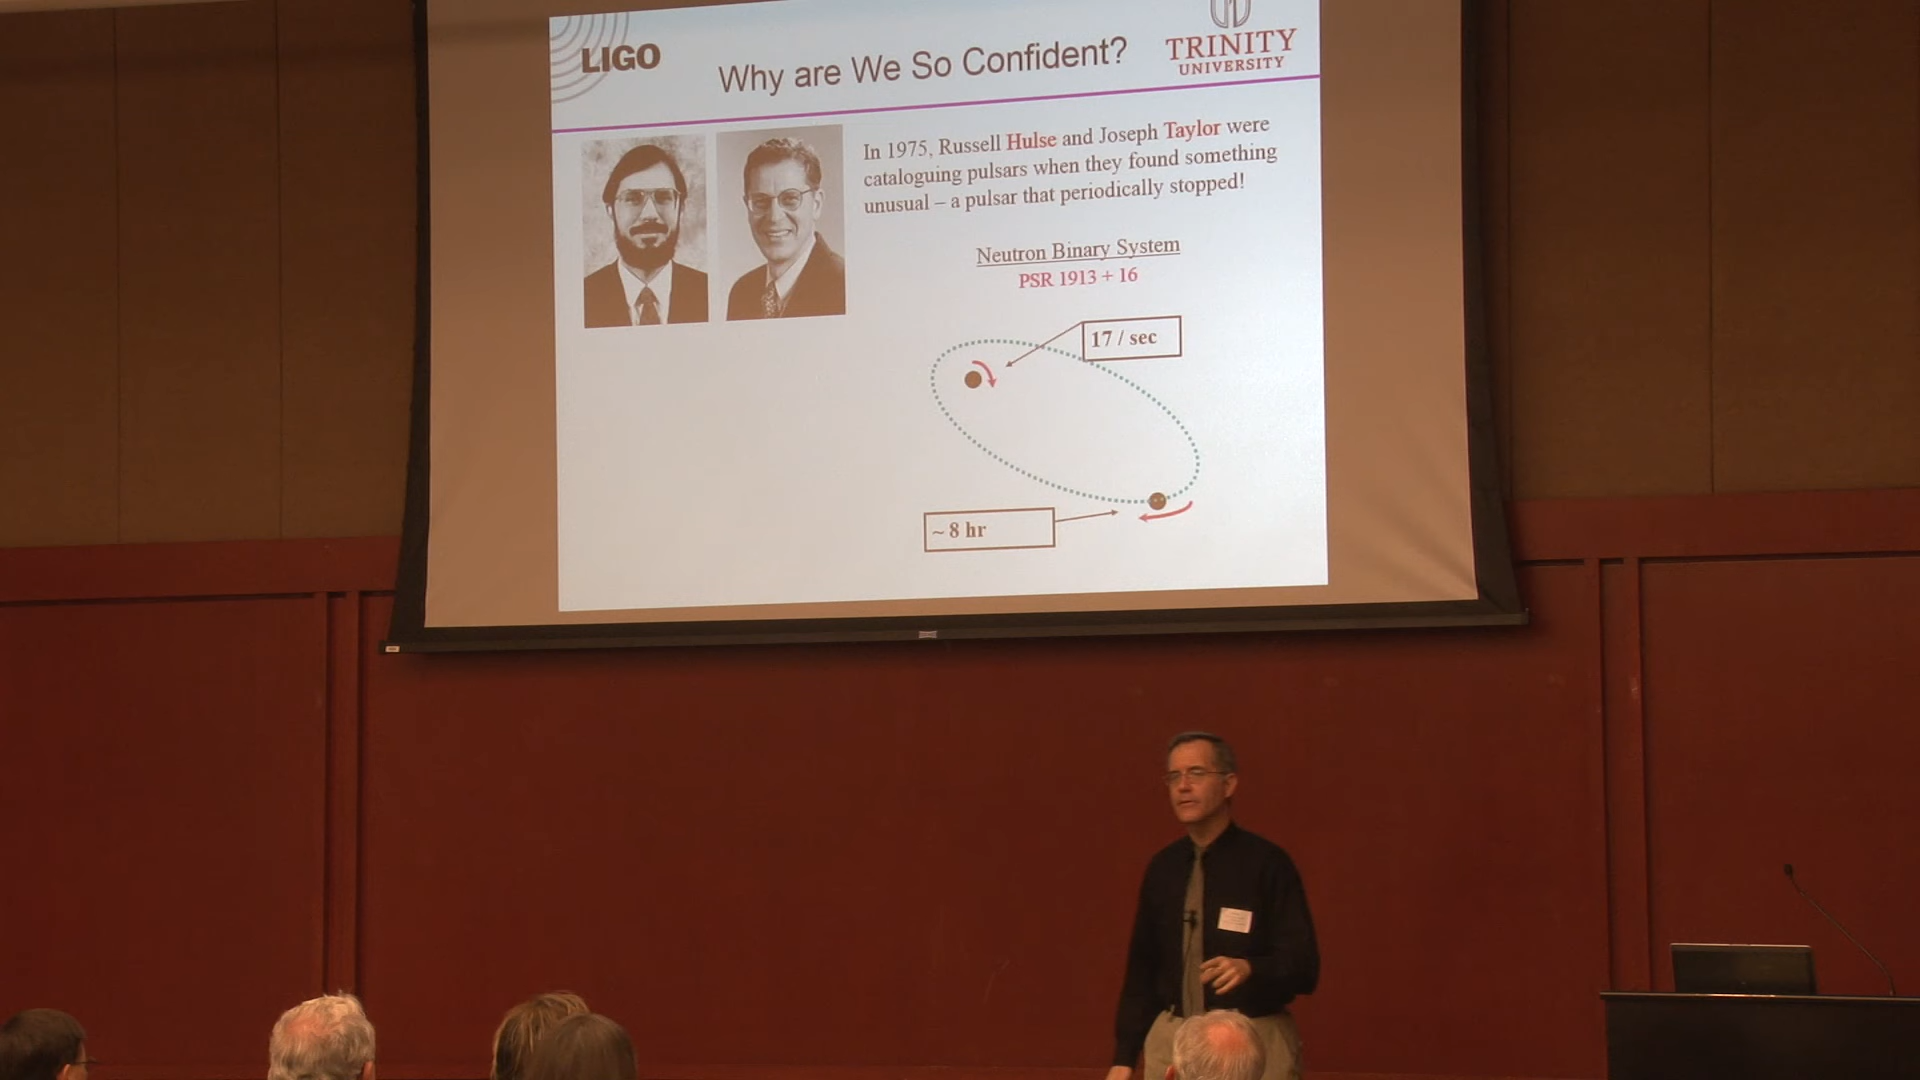 LIGO
Why are We So Confident?
TRINITY
UNIVERSITY
In 1975, Russell Hulse and Joseph Taylor were
cataloguing pulsars when they found something
unusual – a pulsar that periodically stopped!
Neutron Binary System
PSR 1913 + 16
17 / sec
~ 8 hr